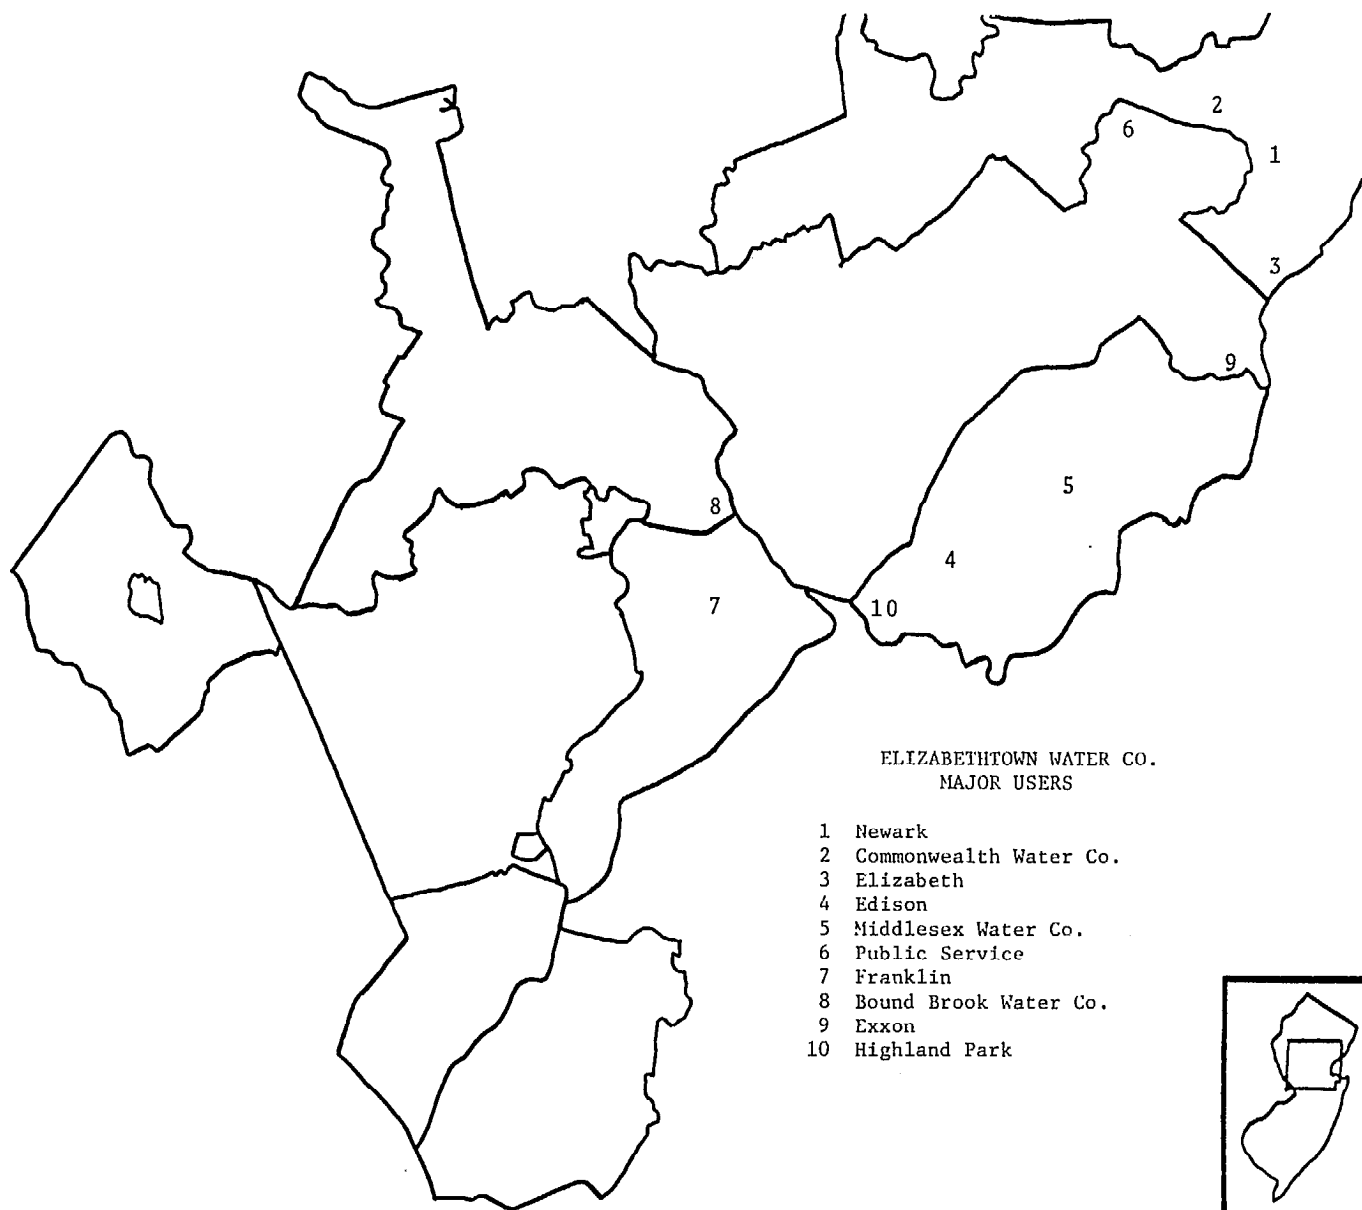 2
6
1
3
9
5
8
4
7
10
ELIZABETHTOWN WATER CO.
MAJOR USERS
1 Newark
2 Commonwealth Water Co.
3 Elizabeth
4 Edison
5 Middlesex Water Co.
6 Public Service
7 Franklin
8 Bound Brook Water Co.
9 Exxon
10 Highland Park